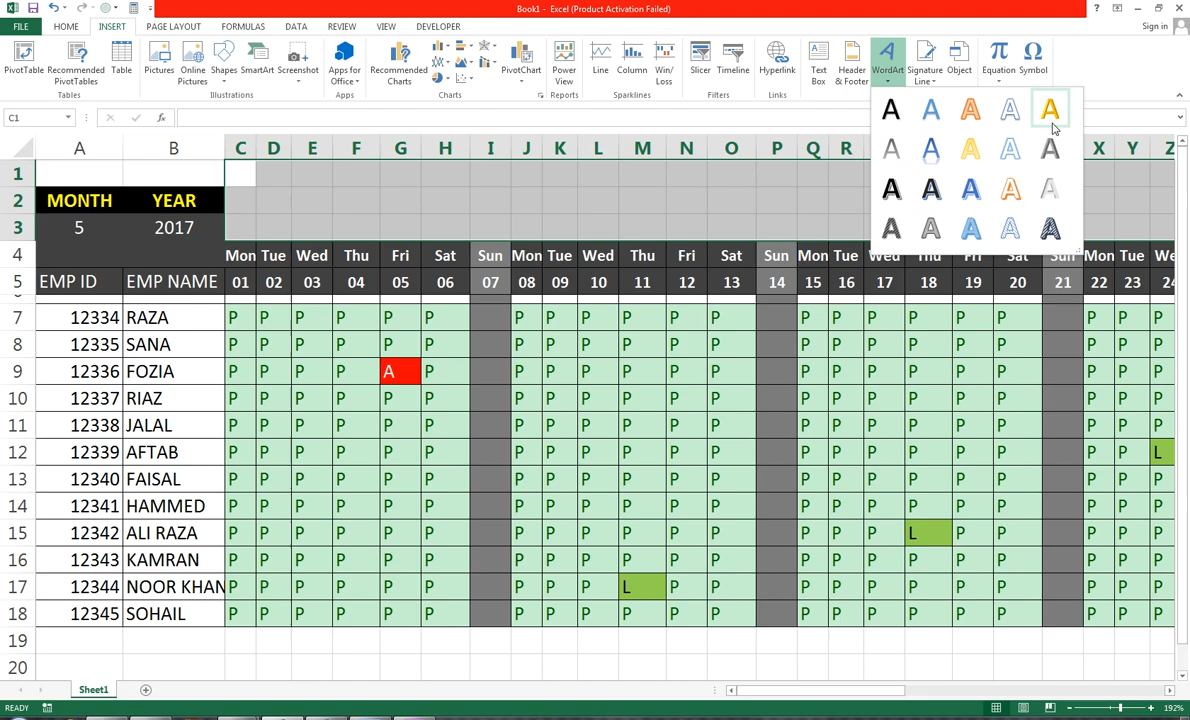 Book1 - Excel (Product Activation Failed)
Sign in
FILE HOME INSERT PAGE LAYOUT FORMULAS DATA REVIEW VIEW DEVELOPER
PivotTable Recommended PivotTables Table Pictures Online Pictures Shapes SmartArt Screenshot Apps for Office Recommended Charts PivotChart Power View Line Column Win/ Loss Slicer Timeline Hyperlink Text Box Header & Footer WordArt Signature Line Object Equation Symbol
Tables Illustrations Apps Charts Reports Sparklines Filters Links
C1 fx
A B C D E F G H I J K L M N O P Q R X Y Z
1
2 MONTH YEAR
3 5 2017
4 Mon Tue Wed Thu Fri Sat Sun Mon Tue Wed Thu Fri Sat Sun Mon Tue Wed Thu Fri Sat Sun Mon Tue We
5 EMP ID EMP NAME 01 02 03 04 05 06 07 08 09 10 11 12 13 14 15 16 17 18 19 20 21 22 23 24
7 12334 RAZA P P P P P P P P P P P P P P P P P P P P P
8 12335 SANA P P P P P P P P P P P P P P P P P P P P P
9 12336 FOZIA P P P P A P P P P P P P P P P P P P P P P
10 12337 RIAZ P P P P P P P P P P P P P P P P P P P P P
11 12338 JALAL P P P P P P P P P P P P P P P P P P P P P
12 12339 AFTAB P P P P P P P P P P P P P P P P P P P P L
13 12340 FAISAL P P P P P P P P P P P P P P P P P P P P P
14 12341 HAMMED P P P P P P P P P P P P P P P P P P P P P
15 12342 ALI RAZA P P P P P P P P P P P P P P P L P P P P P
16 12343 KAMRAN P P P P P P P P P P P P P P P P P P P P P
17 12344 NOOR KHAN P P P P P P P P P L P P P P P P P P P P P
18 12345 SOHAIL P P P P P P P P P P P P P P P P P P P P P
19
20
Sheet1
READY 192%